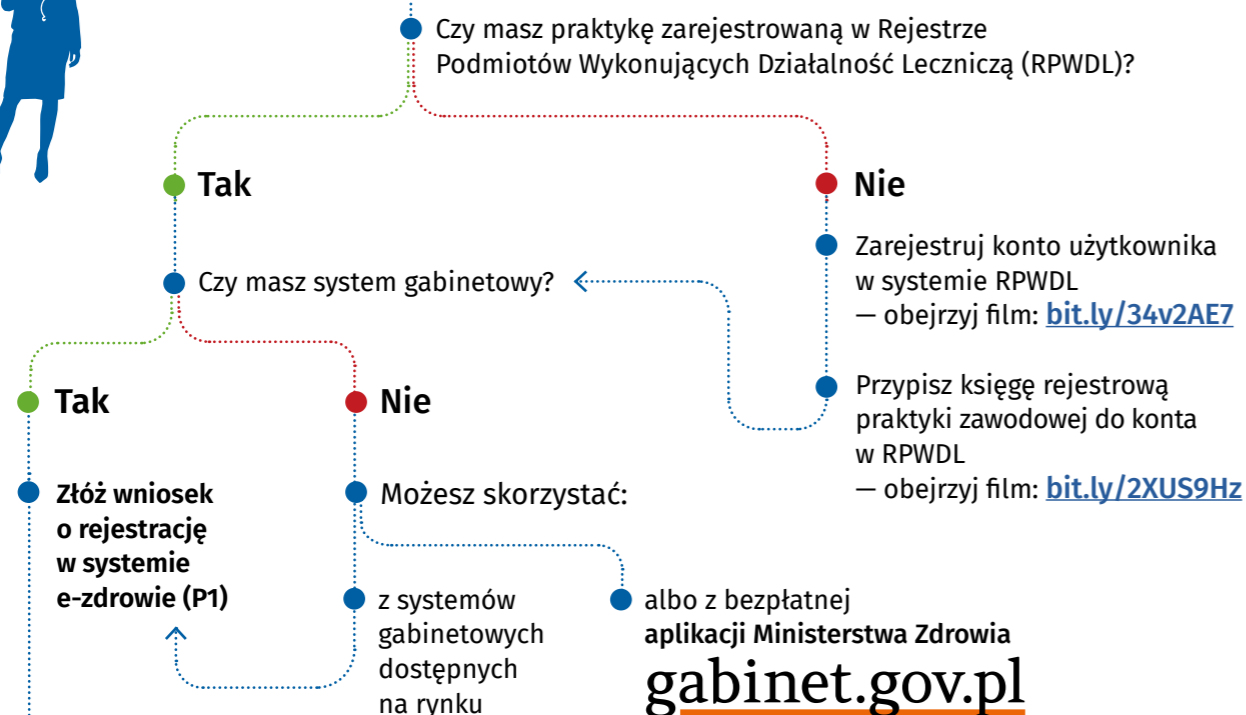 Czy masz praktykę zarejestrowaną w Rejestrze
Podmiotów Wykonujących Działalność Leczniczą (RPWDL)?
Tak
Nie
Zarejestruj konto użytkownika
w systemie RPWDL
— obejrzyj film: bit.ly/34v2AE7
Czy masz system gabinetowy?
Przypisz księgę rejestrową
praktyki zawodowej do konta
w RPWDL
— obejrzyj film: bit.ly/2XUS9Hz
Tak
Nie
Złóż wniosek
o rejestrację
w systemie
e-zdrowie (P1)
Możesz skorzystać:
z systemów
gabinetowych
dostępnych
na rynku
albo z bezpłatnej
aplikacji Ministerstwa Zdrowia
gabinet.gov.pl